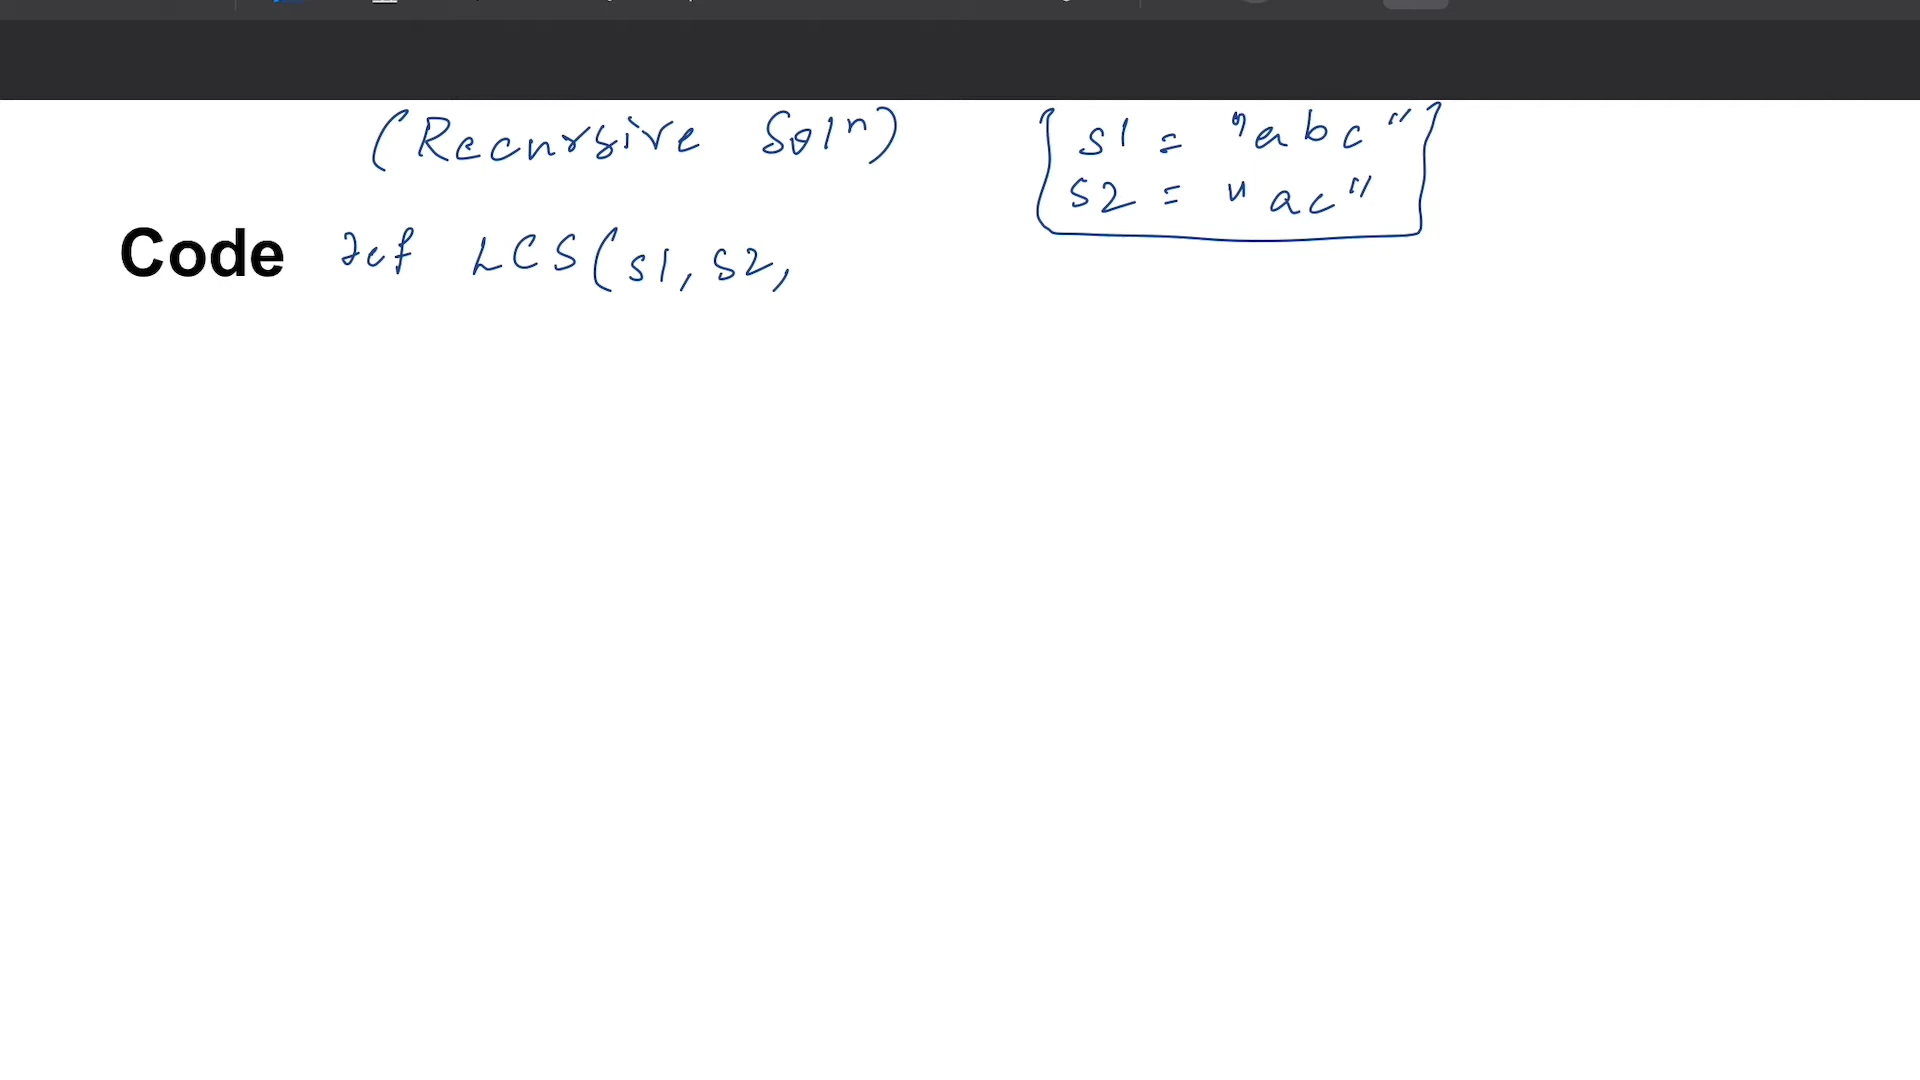 (Recursive Solⁿ)
s1 = "abc"
s2 = "ac"
Code def LCS(s1, s2,